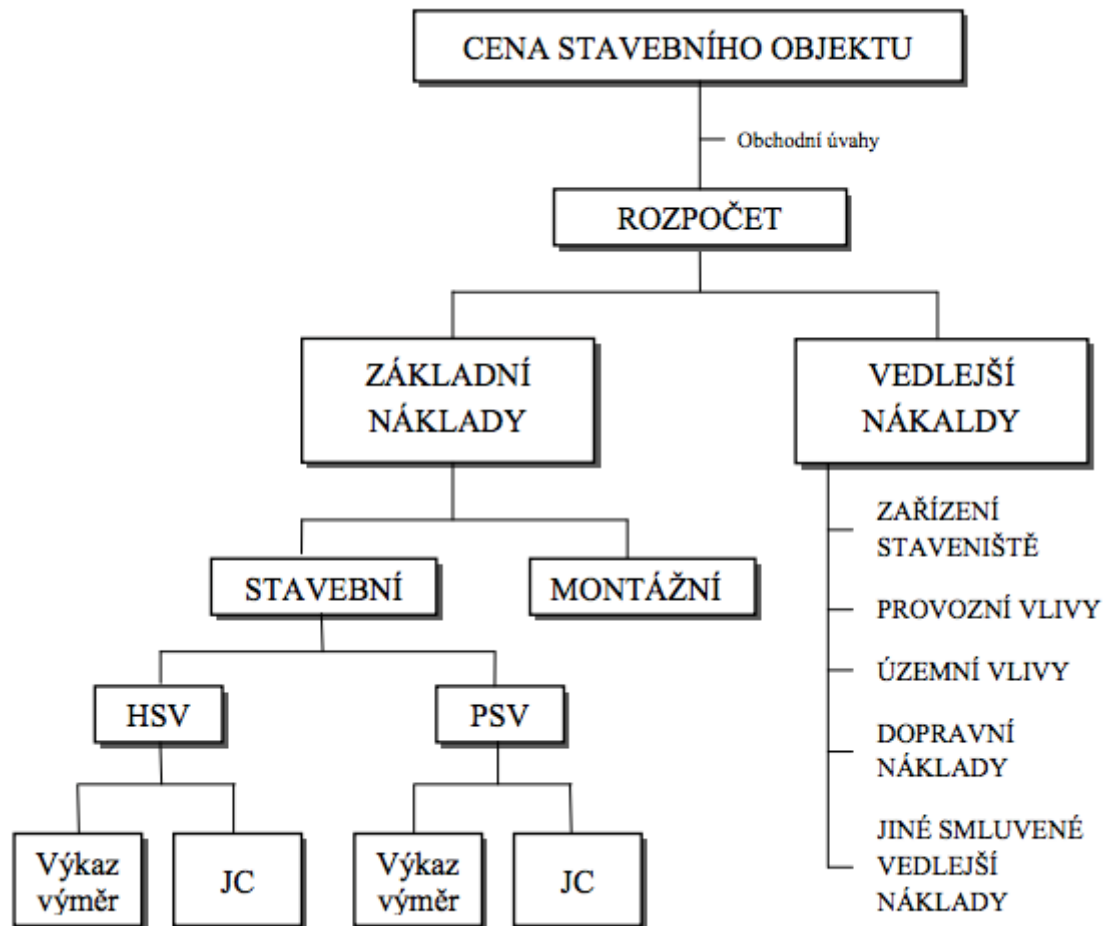 CENA STAVEBNÍHO OBJEKTU
Obchodní úvahy
ROZPOČET
ZÁKLADNÍ
NÁKLADY
VEDLEJŠÍ
NÁKALDY
ZAŘÍZENÍ
STAVENIŠTĚ
PROVOZNÍ VLIVY
ÚZEMNÍ VLIVY
DOPRAVNÍ
NÁKLADY
JINÉ SMLUVENÉ
VEDLEJŠÍ
NÁKLADY
STAVEBNÍ
MONTÁŽNÍ
HSV
PSV
Výkaz
výměr
JC
Výkaz
výměr
JC